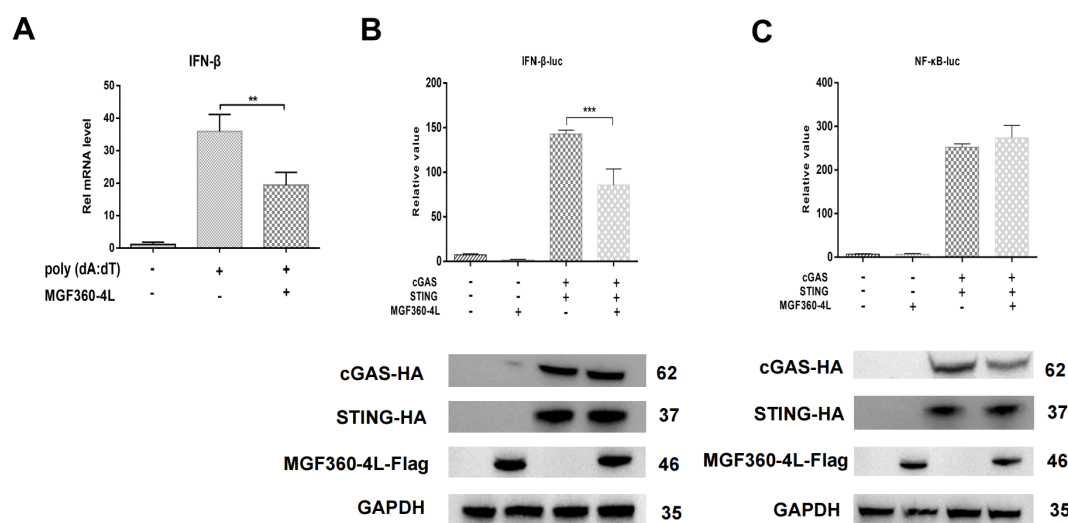 A
IFN-β
Rel mRNA level
50
40
30
20
10
0
**
poly (dA:dT) - + +
MGF360-4L - - +
B
IFN-β-luc
Relative value
200
150
100
50
0
***
cGAS - - + +
STING - - + +
MGF360-4L - + - +
cGAS-HA 62
STING-HA 37
MGF360-4L-Flag 46
GAPDH 35
C
NF-κB-luc
Relative value
400
300
200
100
0
cGAS - - + +
STING - - + +
MGF360-4L - + - +
cGAS-HA 62
STING-HA 37
MGF360-4L-Flag 46
GAPDH 35